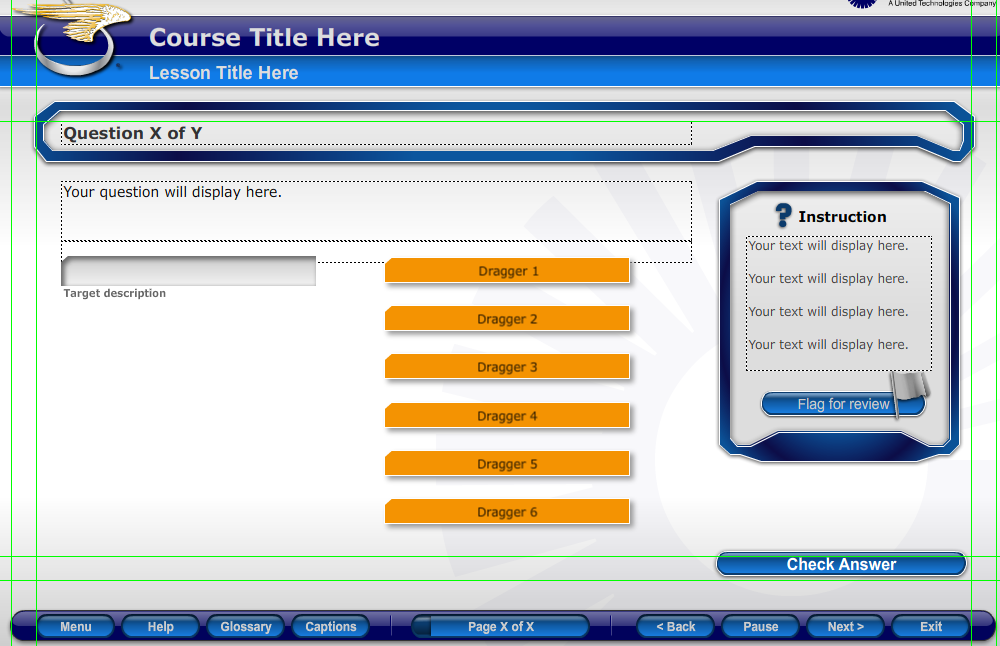 A United Technologies Company
Course Title Here
Lesson Title Here
Question X of Y
Your question will display here.
Target description
Dragger 1
Dragger 2
Dragger 3
Dragger 4
Dragger 5
Dragger 6
? Instruction
Your text will display here.
Your text will display here.
Your text will display here.
Your text will display here.
Flag for review
Check Answer
Menu Help Glossary Captions Page X of X < Back Pause Next > Exit